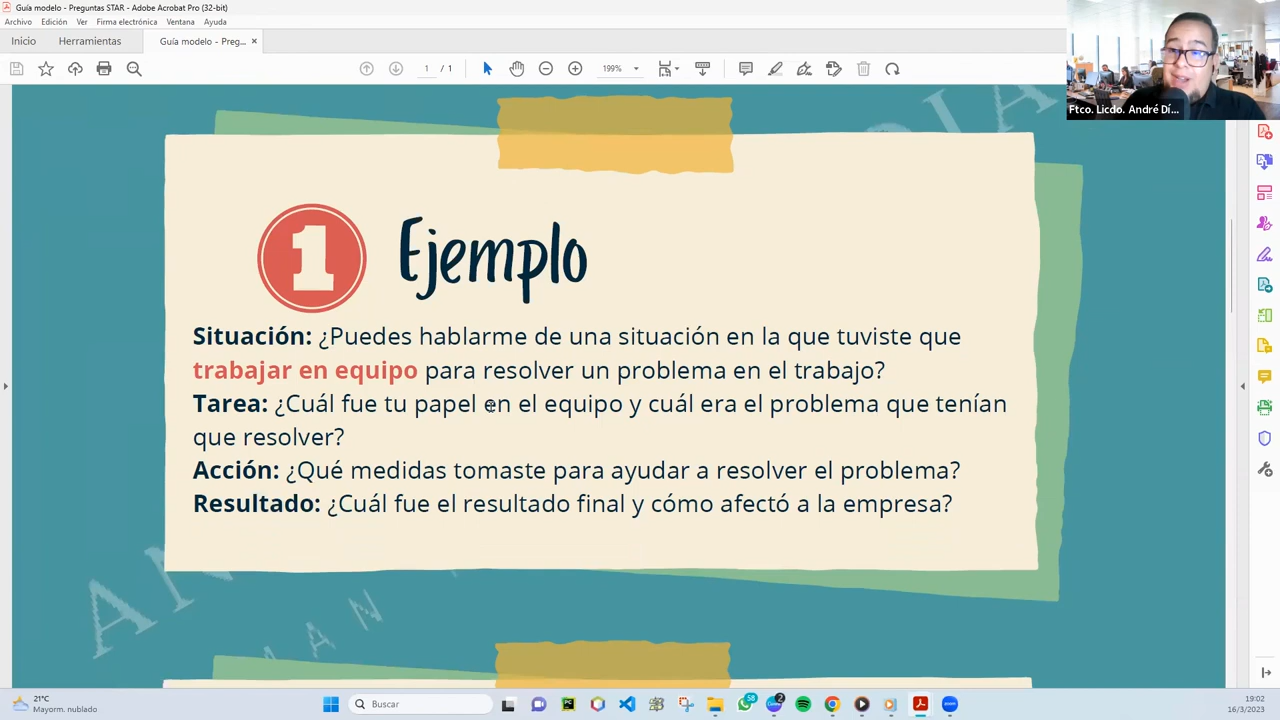 Guía modelo - Preguntas STAR - Adobe Acrobat Pro (32-bit)
Archivo Edición Ver Firma electrónica Ventana Ayuda
Inicio Herramientas Guía modelo - Preg... ×
1 / 1 199%
Ftco. Licdo. André Dí...
1 Ejemplo
Situación: ¿Puedes hablarme de una situación en la que tuviste que
trabajar en equipo para resolver un problema en el trabajo?
Tarea: ¿Cuál fue tu papel en el equipo y cuál era el problema que tenían
que resolver?
Acción: ¿Qué medidas tomaste para ayudar a resolver el problema?
Resultado: ¿Cuál fue el resultado final y cómo afectó a la empresa?
21°C
Mayorm. nublado
Buscar
58
2
19:02
16/3/2023